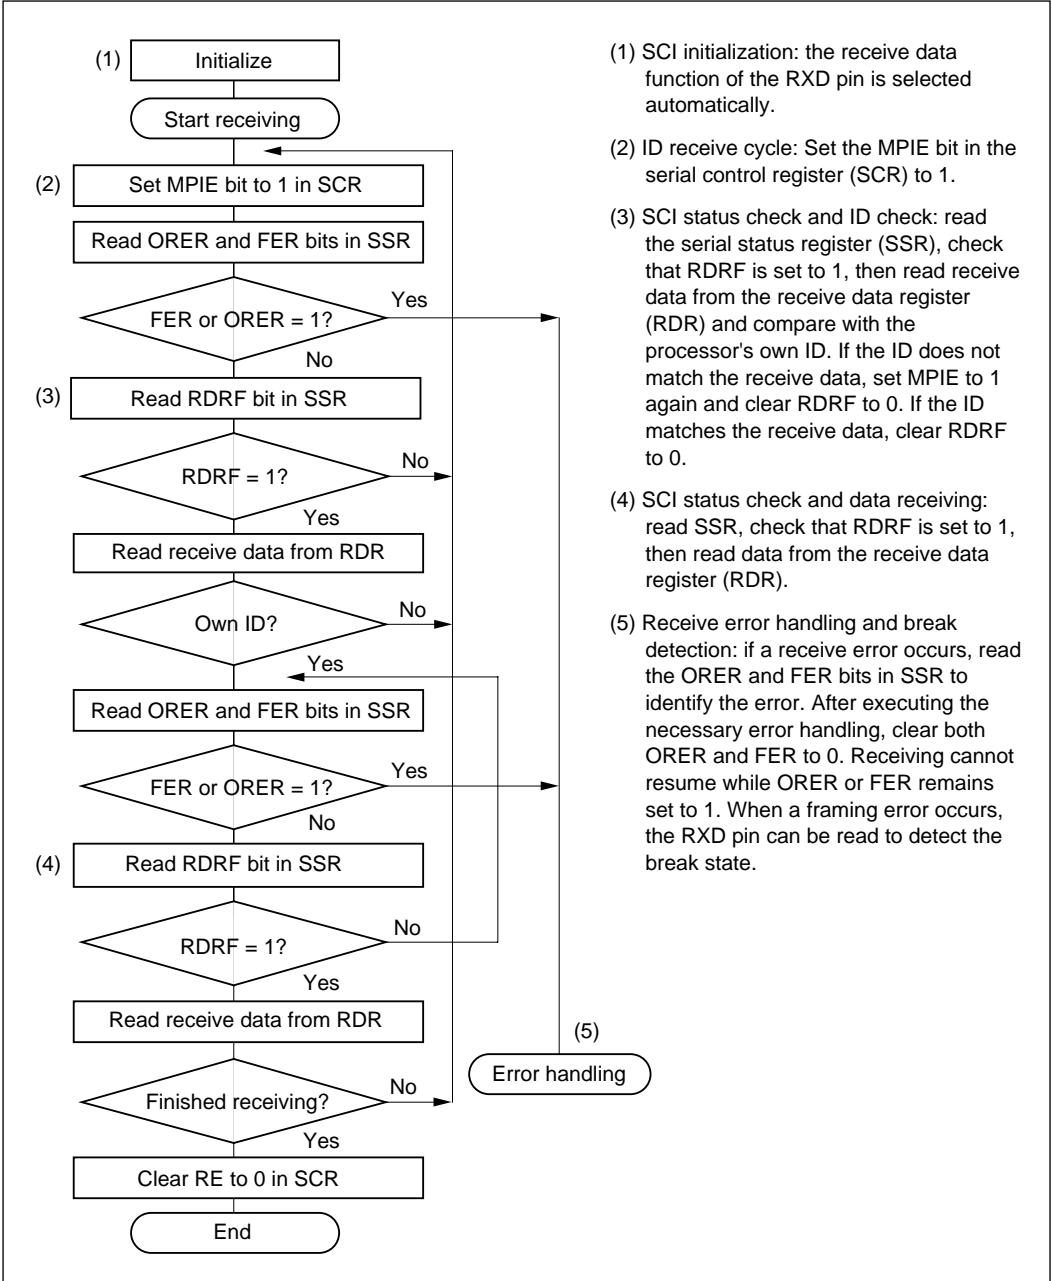 (1)
Initialize
Start receiving
(2)
Set MPIE bit to 1 in SCR
Read ORER and FER bits in SSR
FER or ORER = 1?
Yes
No
(3)
Read RDRF bit in SSR
RDRF = 1?
No
Yes
Read receive data from RDR
Own ID?
No
Yes
Read ORER and FER bits in SSR
FER or ORER = 1?
Yes
No
(4)
Read RDRF bit in SSR
RDRF = 1?
No
Yes
Read receive data from RDR
Finished receiving?
No
Yes
Clear RE to 0 in SCR
End
(5)
Error handling
(1) SCI initialization: the receive data
function of the RXD pin is selected
automatically.
(2) ID receive cycle: Set the MPIE bit in the
serial control register (SCR) to 1.
(3) SCI status check and ID check: read
the serial status register (SSR), check
that RDRF is set to 1, then read receive
data from the receive data register
(RDR) and compare with the
processor's own ID. If the ID does not
match the receive data, set MPIE to 1
again and clear RDRF to 0. If the ID
matches the receive data, clear RDRF
to 0.
(4) SCI status check and data receiving:
read SSR, check that RDRF is set to 1,
then read data from the receive data
register (RDR).
(5) Receive error handling and break
detection: if a receive error occurs, read
the ORER and FER bits in SSR to
identify the error. After executing the
necessary error handling, clear both
ORER and FER to 0. Receiving cannot
resume while ORER or FER remains
set to 1. When a framing error occurs,
the RXD pin can be read to detect the
break state.